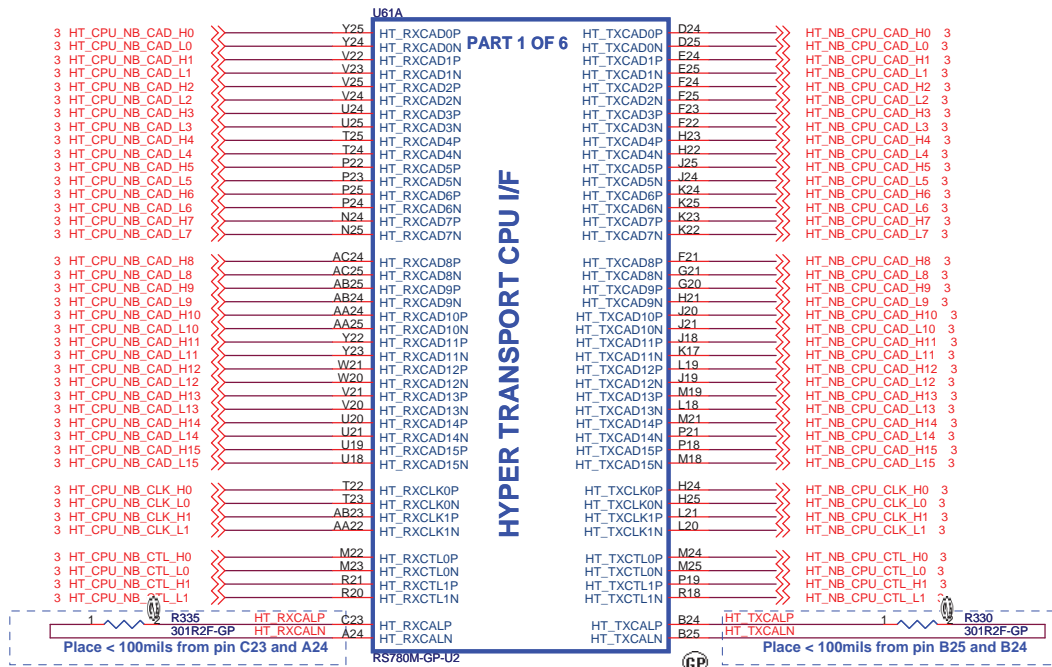 U61A
PART 1 OF 6
HYPER TRANSPORT CPU I/F
3 HT_CPU_NB_CAD_H0 Y25 HT_RXCAD0P HT_TXCAD0P D24 HT_NB_CPU_CAD_H0 3
3 HT_CPU_NB_CAD_L0 Y24 HT_RXCAD0N HT_TXCAD0N D25 HT_NB_CPU_CAD_L0 3
3 HT_CPU_NB_CAD_H1 V22 HT_RXCAD1P HT_TXCAD1P E24 HT_NB_CPU_CAD_H1 3
3 HT_CPU_NB_CAD_L1 V23 HT_RXCAD1N HT_TXCAD1N E25 HT_NB_CPU_CAD_L1 3
3 HT_CPU_NB_CAD_H2 V25 HT_RXCAD2P HT_TXCAD2P F24 HT_NB_CPU_CAD_H2 3
3 HT_CPU_NB_CAD_L2 V24 HT_RXCAD2N HT_TXCAD2N F25 HT_NB_CPU_CAD_L2 3
3 HT_CPU_NB_CAD_H3 U24 HT_RXCAD3P HT_TXCAD3P F23 HT_NB_CPU_CAD_H3 3
3 HT_CPU_NB_CAD_L3 U25 HT_RXCAD3N HT_TXCAD3N F22 HT_NB_CPU_CAD_L3 3
3 HT_CPU_NB_CAD_H4 T25 HT_RXCAD4P HT_TXCAD4P H23 HT_NB_CPU_CAD_H4 3
3 HT_CPU_NB_CAD_L4 T24 HT_RXCAD4N HT_TXCAD4N H22 HT_NB_CPU_CAD_L4 3
3 HT_CPU_NB_CAD_H5 P22 HT_RXCAD5P HT_TXCAD5P J25 HT_NB_CPU_CAD_H5 3
3 HT_CPU_NB_CAD_L5 P23 HT_RXCAD5N HT_TXCAD5N J24 HT_NB_CPU_CAD_L5 3
3 HT_CPU_NB_CAD_H6 P25 HT_RXCAD6P HT_TXCAD6P K24 HT_NB_CPU_CAD_H6 3
3 HT_CPU_NB_CAD_L6 P24 HT_RXCAD6N HT_TXCAD6N K25 HT_NB_CPU_CAD_L6 3
3 HT_CPU_NB_CAD_H7 N24 HT_RXCAD7P HT_TXCAD7P K23 HT_NB_CPU_CAD_H7 3
3 HT_CPU_NB_CAD_L7 N25 HT_RXCAD7N HT_TXCAD7N K22 HT_NB_CPU_CAD_L7 3
3 HT_CPU_NB_CAD_H8 AC24 HT_RXCAD8P HT_TXCAD8P F21 HT_NB_CPU_CAD_H8 3
3 HT_CPU_NB_CAD_L8 AC25 HT_RXCAD8N HT_TXCAD8N G21 HT_NB_CPU_CAD_L8 3
3 HT_CPU_NB_CAD_H9 AB25 HT_RXCAD9P HT_TXCAD9P G20 HT_NB_CPU_CAD_H9 3
3 HT_CPU_NB_CAD_L9 AB24 HT_RXCAD9N HT_TXCAD9N H21 HT_NB_CPU_CAD_L9 3
3 HT_CPU_NB_CAD_H10 AA24 HT_RXCAD10P HT_TXCAD10P J20 HT_NB_CPU_CAD_H10 3
3 HT_CPU_NB_CAD_L10 AA25 HT_RXCAD10N HT_TXCAD10N J21 HT_NB_CPU_CAD_L10 3
3 HT_CPU_NB_CAD_H11 Y22 HT_RXCAD11P HT_TXCAD11P J18 HT_NB_CPU_CAD_H11 3
3 HT_CPU_NB_CAD_L11 Y23 HT_RXCAD11N HT_TXCAD11N K17 HT_NB_CPU_CAD_L11 3
3 HT_CPU_NB_CAD_H12 W21 HT_RXCAD12P HT_TXCAD12P L19 HT_NB_CPU_CAD_H12 3
3 HT_CPU_NB_CAD_L12 W20 HT_RXCAD12N HT_TXCAD12N J19 HT_NB_CPU_CAD_L12 3
3 HT_CPU_NB_CAD_H13 V21 HT_RXCAD13P HT_TXCAD13P M19 HT_NB_CPU_CAD_H13 3
3 HT_CPU_NB_CAD_L13 V20 HT_RXCAD13N HT_TXCAD13N L18 HT_NB_CPU_CAD_L13 3
3 HT_CPU_NB_CAD_H14 U20 HT_RXCAD14P HT_TXCAD14P M21 HT_NB_CPU_CAD_H14 3
3 HT_CPU_NB_CAD_L14 U21 HT_RXCAD14N HT_TXCAD14N P21 HT_NB_CPU_CAD_L14 3
3 HT_CPU_NB_CAD_H15 U19 HT_RXCAD15P HT_TXCAD15P P18 HT_NB_CPU_CAD_H15 3
3 HT_CPU_NB_CAD_L15 U18 HT_RXCAD15N HT_TXCAD15N M18 HT_NB_CPU_CAD_L15 3
3 HT_CPU_NB_CLK_H0 T22 HT_RXCLK0P HT_TXCLK0P H24 HT_NB_CPU_CLK_H0 3
3 HT_CPU_NB_CLK_L0 T23 HT_RXCLK0N HT_TXCLK0N H25 HT_NB_CPU_CLK_L0 3
3 HT_CPU_NB_CLK_H1 AB23 HT_RXCLK1P HT_TXCLK1P L21 HT_NB_CPU_CLK_H1 3
3 HT_CPU_NB_CLK_L1 AA22 HT_RXCLK1N HT_TXCLK1N L20 HT_NB_CPU_CLK_L1 3
3 HT_CPU_NB_CTL_H0 M22 HT_RXCTL0P HT_TXCTL0P M24 HT_NB_CPU_CTL_H0 3
3 HT_CPU_NB_CTL_L0 M23 HT_RXCTL0N HT_TXCTL0N M25 HT_NB_CPU_CTL_L0 3
3 HT_CPU_NB_CTL_H1 R21 HT_RXCTL1P HT_TXCTL1P P19 HT_NB_CPU_CTL_H1 3
3 HT_CPU_NB_CTL_L1 R20 HT_RXCTL1N HT_TXCTL1N R18 HT_NB_CPU_CTL_L1
1 2 R335 HT_RXCALP C23 HT_RXCALP HT_TXCALP B24 HT_TXCALP 1 2 R330
301R2F-GP HT_RXCALN A24 HT_RXCALN HT_TXCALN B25 HT_TXCALN 301R2F-GP
Place < 100mils from pin C23 and A24 Place < 100mils from pin B25 and B24
RS780M-GP-U2
GP